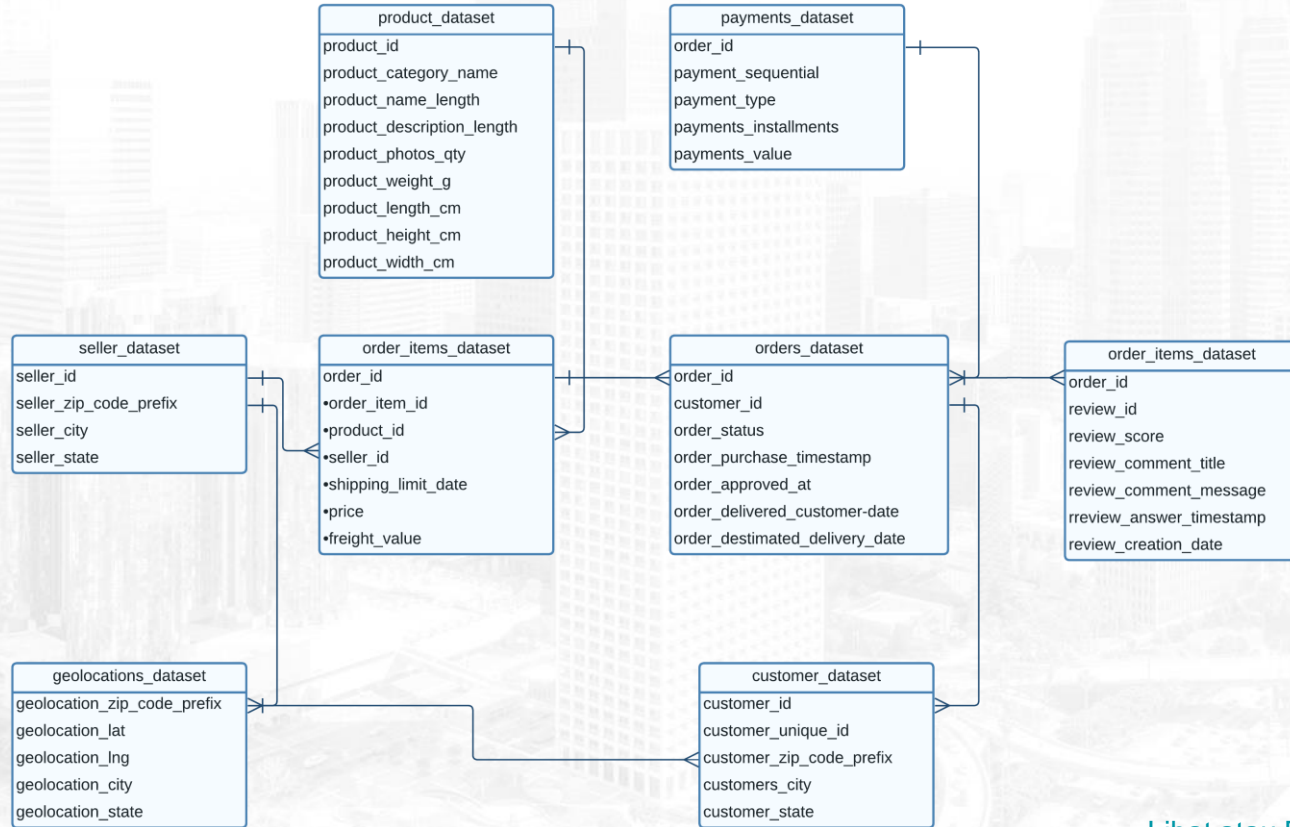 product_dataset
product_id
product_category_name
product_name_length
product_description_length
product_photos_qty
product_weight_g
product_length_cm
product_height_cm
product_width_cm
payments_dataset
order_id
payment_sequential
payment_type
payments_installments
payments_value
seller_dataset
seller_id
seller_zip_code_prefix
seller_city
seller_state
order_items_dataset
order_id
•order_item_id
•product_id
•seller_id
•shipping_limit_date
•price
•freight_value
orders_dataset
order_id
customer_id
order_status
order_purchase_timestamp
order_approved_at
order_delivered_customer-date
order_destimated_delivery_date
order_items_dataset
order_id
review_id
review_score
review_comment_title
review_comment_message
rreview_answer_timestamp
review_creation_date
geolocations_dataset
geolocation_zip_code_prefix
geolocation_lat
geolocation_lng
geolocation_city
geolocation_state
customer_dataset
customer_id
customer_unique_id
customer_zip_code_prefix
customers_city
customer_state